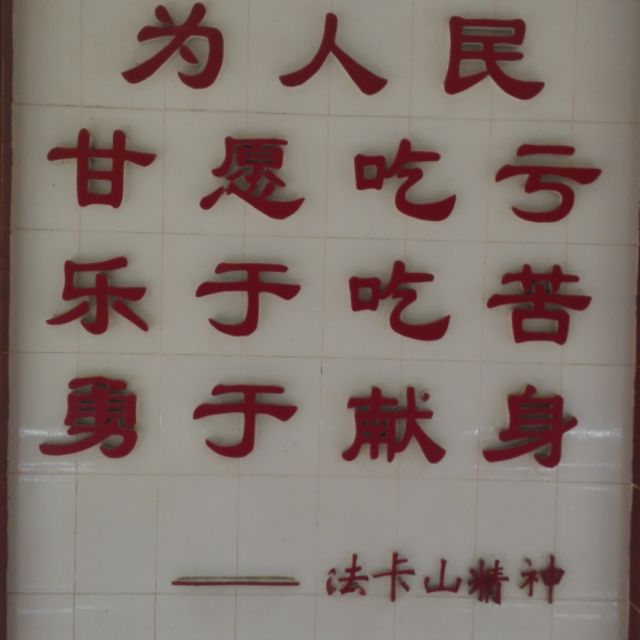 为人民
甘愿吃亏
乐于吃苦
勇于献身
——法卡山精神